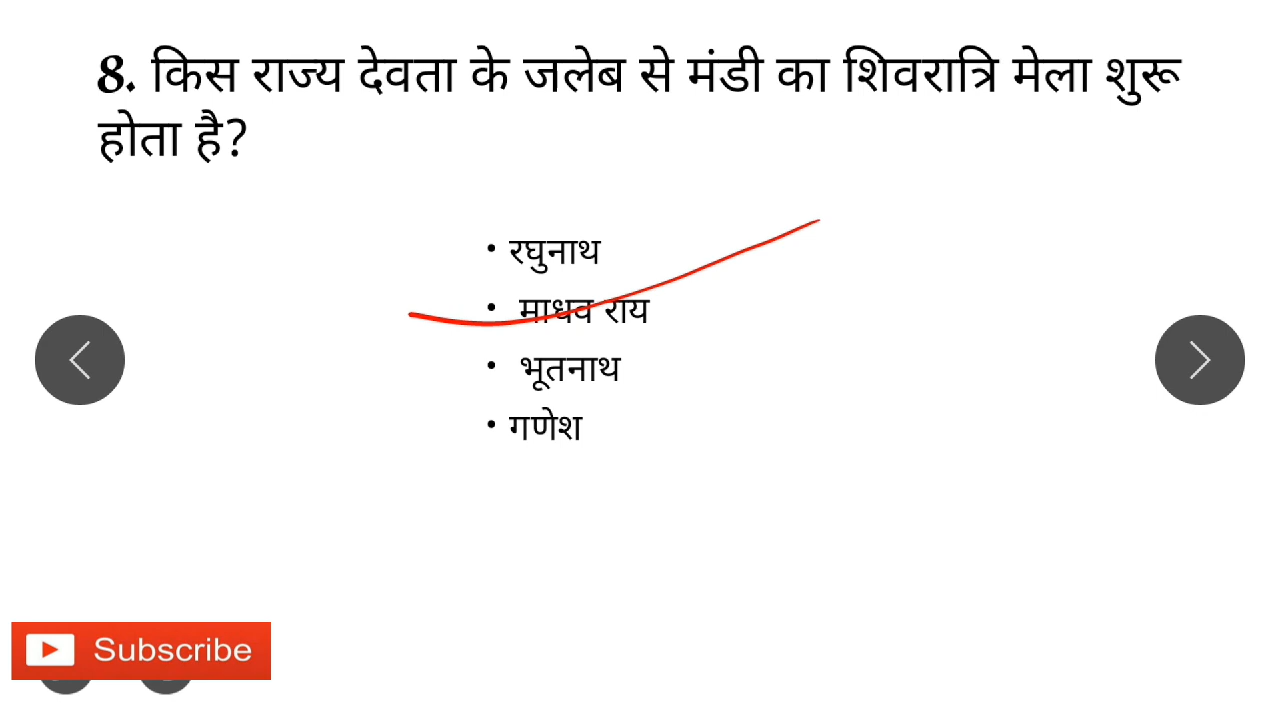 8. किस राज्य देवता के जलेब से मंडी का शिवरात्रि मेला शुरू
होता है?
• रघुनाथ
• माधव राय
• भूतनाथ
• गणेश
Subscribe